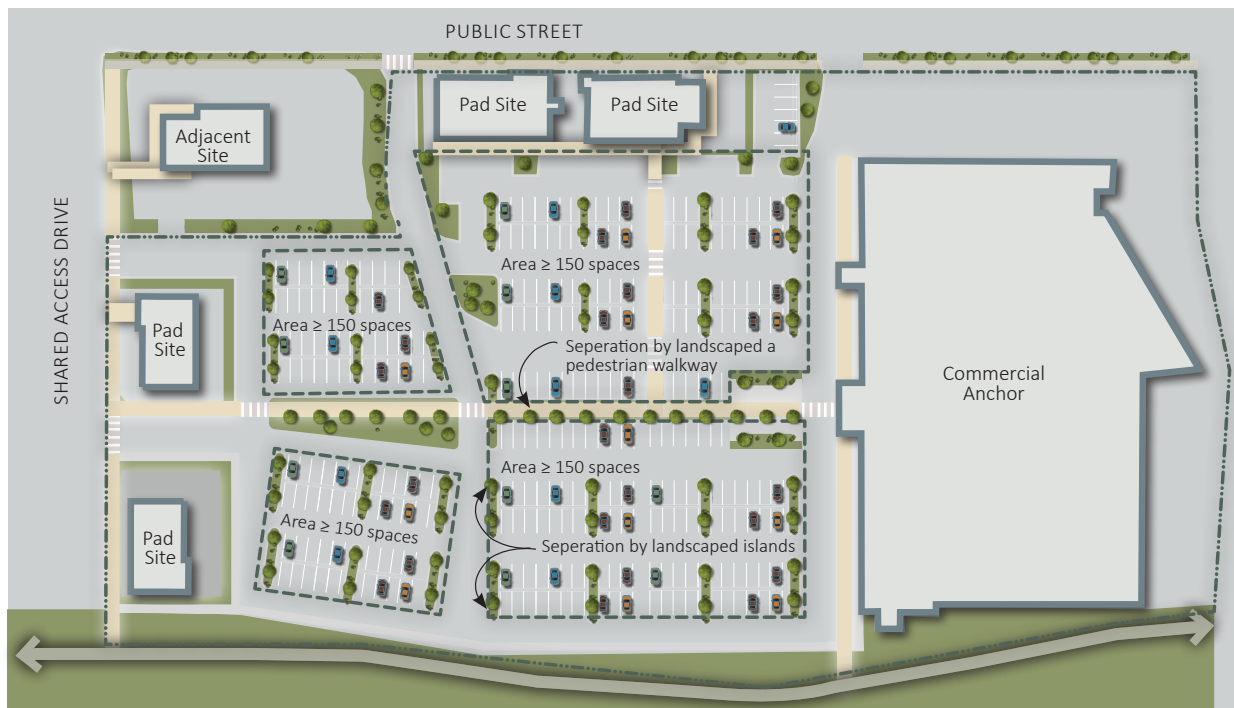 PUBLIC STREET
Pad Site
Pad Site
Adjacent
Site
SHARED ACCESS DRIVE
Area ≥ 150 spaces
Area ≥ 150 spaces
Pad
Site
Seperation by landscaped a
pedestrian walkway
Commercial
Anchor
Area ≥ 150 spaces
Area ≥ 150 spaces
Pad
Site
Seperation by landscaped islands